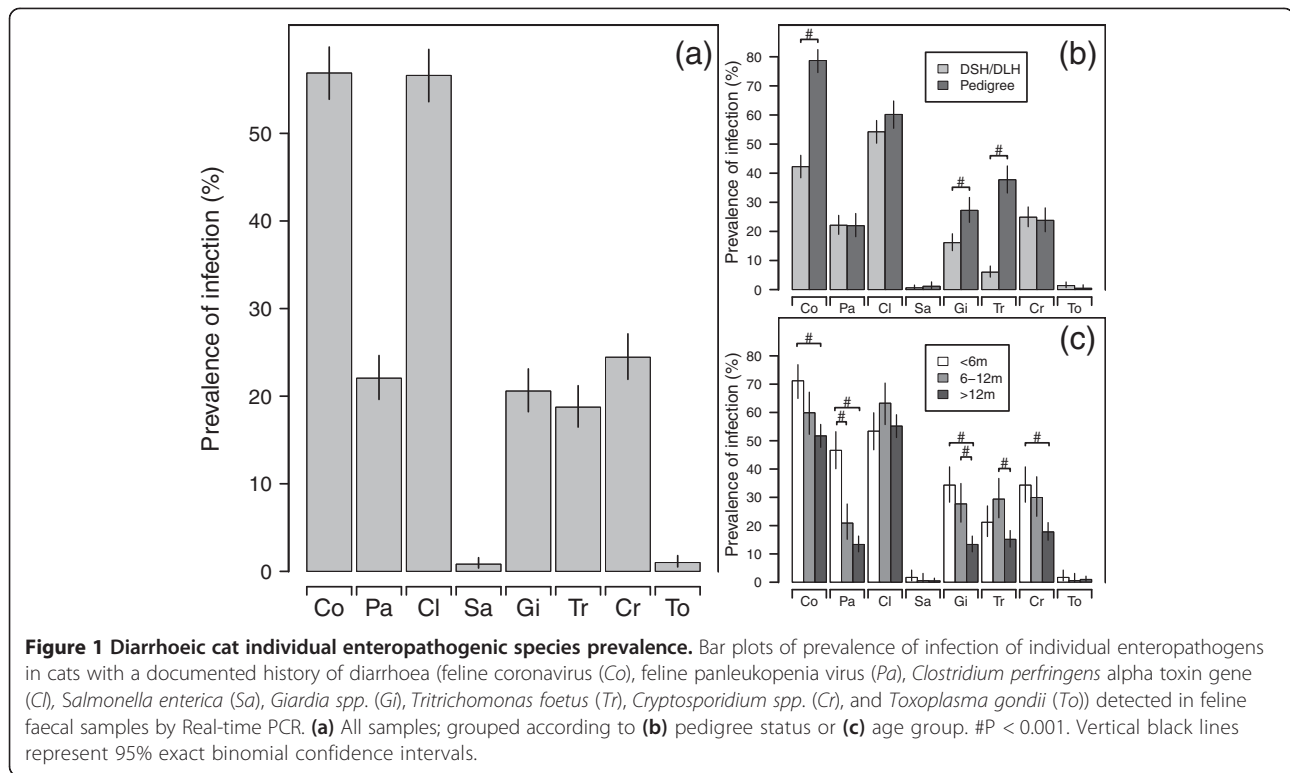 (a)
Prevalence of infection (%)
50
40
30
20
10
0
Co Pa Cl Sa Gi Tr Cr To
(b)
DSH/DLH
Pedigree
Prevalence of infection (%)
80
70
60
50
40
30
20
10
0
# # #
Co Pa Cl Sa Gi Tr Cr To
(c)
<6m
6–12m
>12m
Prevalence of infection (%)
80
70
60
50
40
30
20
10
0
# # # # # # #
Co Pa Cl Sa Gi Tr Cr To
Figure 1 Diarrhoeic cat individual enteropathogenic species prevalence. Bar plots of prevalence of infection of individual enteropathogens
in cats with a documented history of diarrhoea (feline coronavirus (Co), feline panleukopenia virus (Pa), Clostridium perfringens alpha toxin gene
(Cl), Salmonella enterica (Sa), Giardia spp. (Gi), Tritrichomonas foetus (Tr), Cryptosporidium spp. (Cr), and Toxoplasma gondii (To)) detected in feline
faecal samples by Real-time PCR. (a) All samples; grouped according to (b) pedigree status or (c) age group. #P < 0.001. Vertical black lines
represent 95% exact binomial confidence intervals.